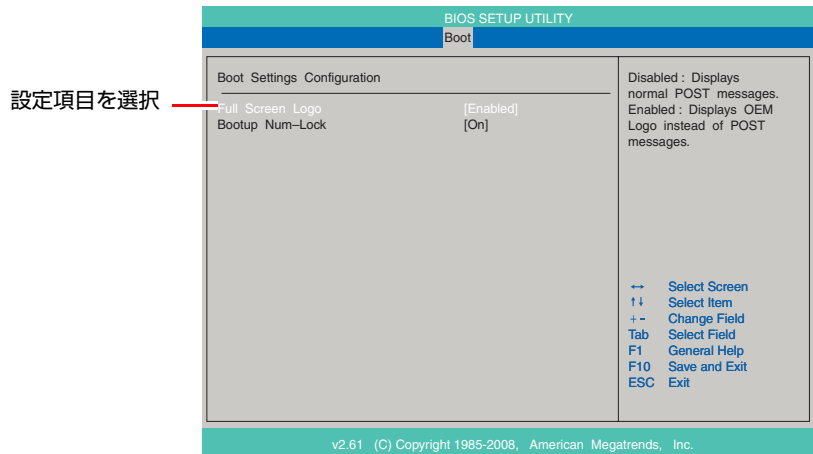 BIOS SETUP UTILITY
Boot
設定項目を選択
Boot Settings Configuration
Full Screen Logo [Enabled]
Bootup Num–Lock [On]
Disabled : Displays
normal POST messages.
Enabled : Displays OEM
Logo instead of POST
messages.
↔ Select Screen
↑↓ Select Item
+ - Change Field
Tab Select Field
F1 General Help
F10 Save and Exit
ESC Exit
v2.61 (C) Copyright 1985-2008, American Megatrends, Inc.